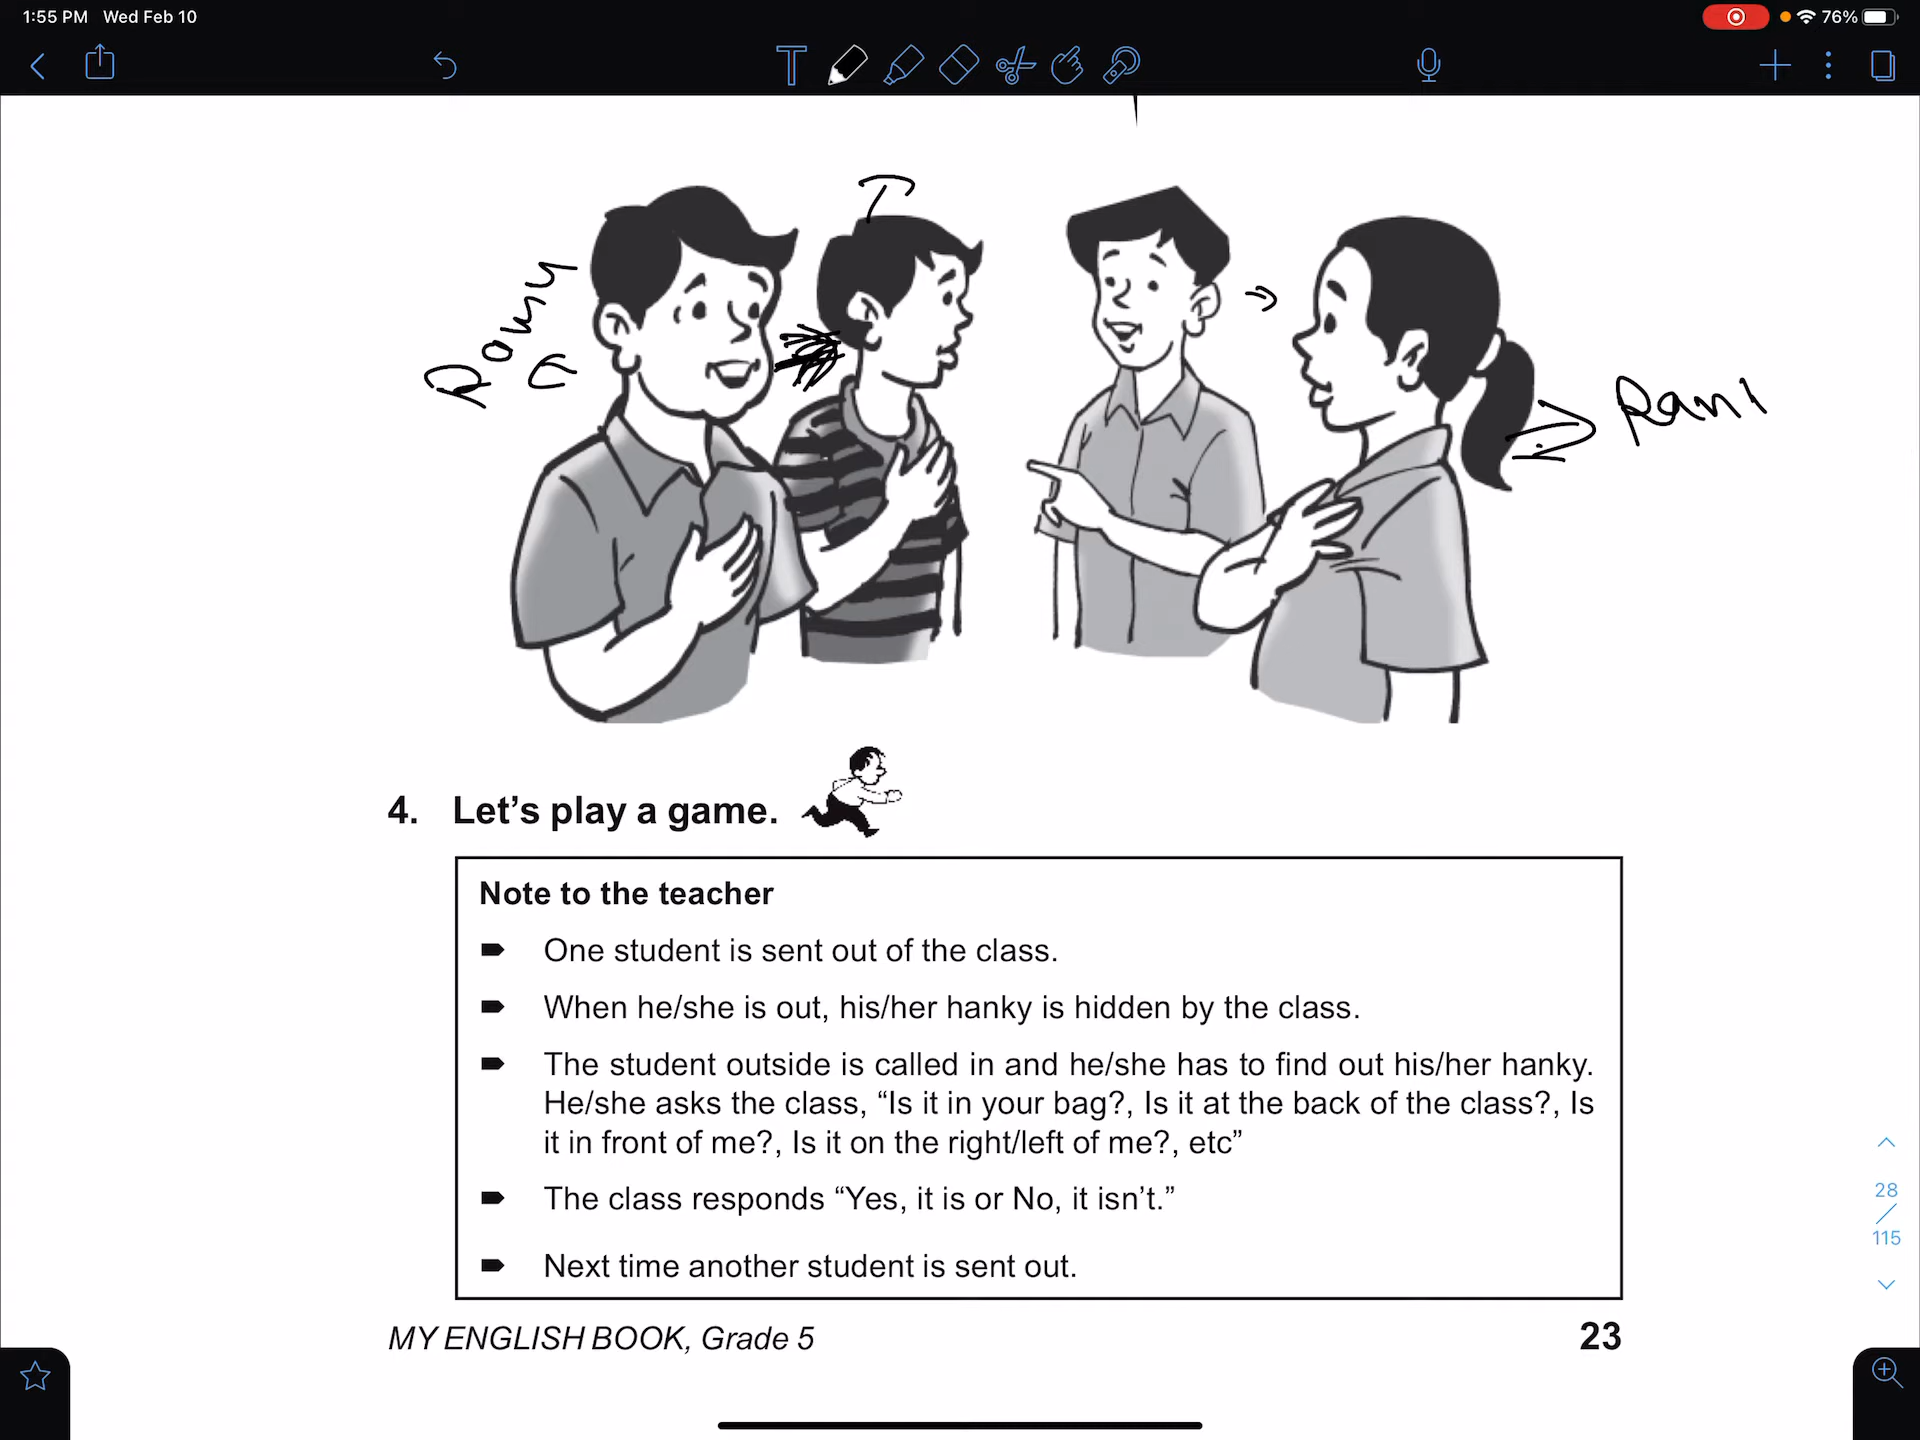 1:55 PM Wed Feb 10
76%
Rani
4. Let's play a game.
Note to the teacher
One student is sent out of the class.
When he/she is out, his/her hanky is hidden by the class.
The student outside is called in and he/she has to find out his/her hanky.
He/she asks the class, “Is it in your bag?, Is it at the back of the class?, Is
it in front of me?, Is it on the right/left of me?, etc”
The class responds “Yes, it is or No, it isn’t.”
Next time another student is sent out.
28
/
115
MY ENGLISH BOOK, Grade 5 23